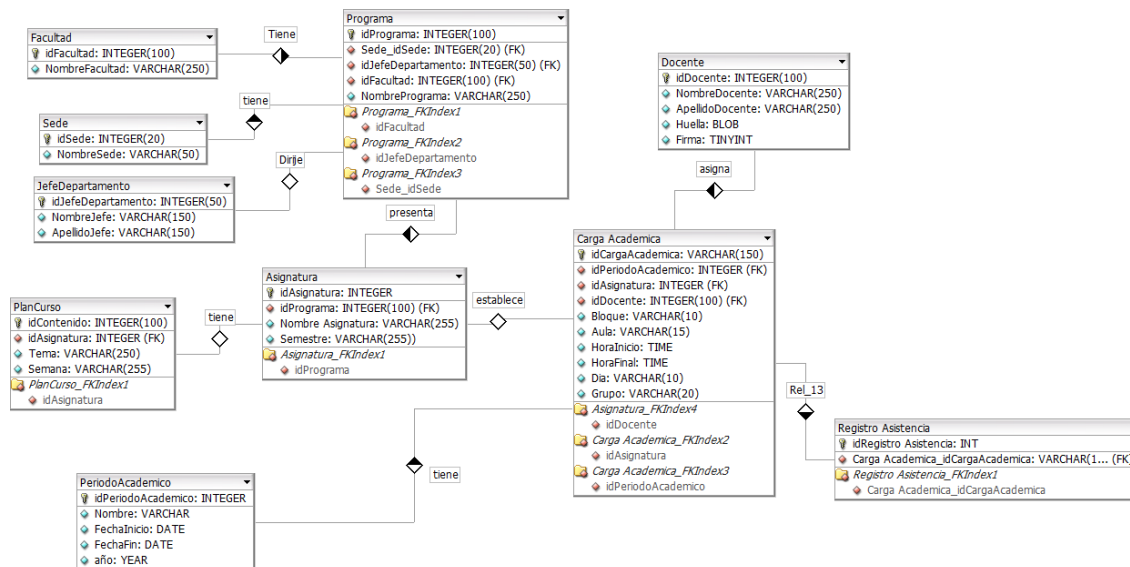 Facultad
idFacultad: INTEGER(100)
NombreFacultad: VARCHAR(250)
Tiene
Programa
idPrograma: INTEGER(100)
Sede_idSede: INTEGER(20) (FK)
idJefeDepartamento: INTEGER(50) (FK)
idFacultad: INTEGER(100) (FK)
NombrePrograma: VARCHAR(250)
Programa_FKIndex1
idFacultad
Programa_FKIndex2
idJefeDepartamento
Programa_FKIndex3
Sede_idSede
tiene
Sede
idSede: INTEGER(20)
NombreSede: VARCHAR(50)
Dirije
JefeDepartamento
idJefeDepartamento: INTEGER(50)
NombreJefe: VARCHAR(150)
ApellidoJefe: VARCHAR(150)
Docente
idDocente: INTEGER(100)
NombreDocente: VARCHAR(250)
ApellidoDocente: VARCHAR(250)
Huella: BLOB
Firma: TINYINT
asigna
presenta
Asignatura
idAsignatura: INTEGER
idPrograma: INTEGER(100) (FK)
Nombre Asignatura: VARCHAR(255)
Semestre: VARCHAR(255))
Asignatura_FKIndex1
idPrograma
establece
Carga Academica
idCargaAcademica: VARCHAR(150)
idPeriodoAcademico: INTEGER (FK)
idAsignatura: INTEGER (FK)
idDocente: INTEGER(100) (FK)
Bloque: VARCHAR(10)
Aula: VARCHAR(15)
HoraInicio: TIME
HoraFinal: TIME
Dia: VARCHAR(10)
Grupo: VARCHAR(20)
Asignatura_FKIndex4
idDocente
Carga Academica_FKIndex2
idAsignatura
Carga Academica_FKIndex3
idPeriodoAcademico
PlanCurso
idContenido: INTEGER(100)
idAsignatura: INTEGER (FK)
Tema: VARCHAR(250)
Semana: VARCHAR(255)
PlanCurso_FKIndex1
idAsignatura
tiene
Rel_13
Registro Asistencia
idRegistro Asistencia: INT
Carga Academica_idCargaAcademica: VARCHAR(1... (FK)
Registro Asistencia_FKIndex1
Carga Academica_idCargaAcademica
tiene
PeriodoAcademico
idPeriodoAcademico: INTEGER
Nombre: VARCHAR
FechaInicio: DATE
FechaFin: DATE
año: YEAR